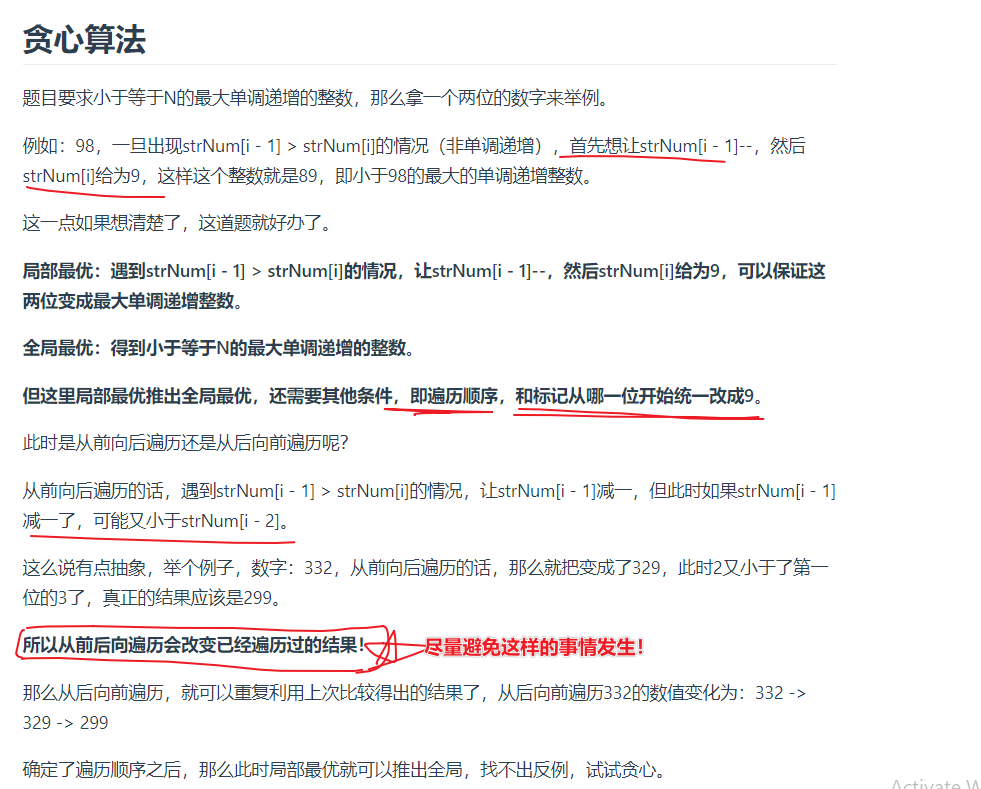 贪心算法
题目要求小于等于N的最大单调递增的整数，那么拿一个两位的数字来举例。
例如：98，一旦出现strNum[i - 1] > strNum[i]的情况（非单调递增），首先想让strNum[i - 1]--，然后
strNum[i]给为9，这样这个整数就是89，即小于98的最大的单调递增整数。
这一点如果想清楚了，这道题就好办了。
局部最优：遇到strNum[i - 1] > strNum[i]的情况，让strNum[i - 1]--，然后strNum[i]给为9，可以保证这
两位变成最大单调递增整数。
全局最优：得到小于等于N的最大单调递增的整数。
但这里局部最优推出全局最优，还需要其他条件，即遍历顺序，和标记从哪一位开始统一改成9。
此时是从前向后遍历还是从后向前遍历呢？
从前向后遍历的话，遇到strNum[i - 1] > strNum[i]的情况，让strNum[i - 1]减一，但此时如果strNum[i - 1]
减一了，可能又小于strNum[i - 2]。
这么说有点抽象，举个例子，数字：332，从前向后遍历的话，那么就把变成了329，此时2又小于了第一
位的3了，真正的结果应该是299。
所以从前后向遍历会改变已经遍历过的结果！ 尽量避免这样的事情发生！
那么从后向前遍历，就可以重复利用上次比较得出的结果了，从后向前遍历332的数值变化为：332 ->
329 -> 299
确定了遍历顺序之后，那么此时局部最优就可以推出全局，找不出反例，试试贪心。
Activate W